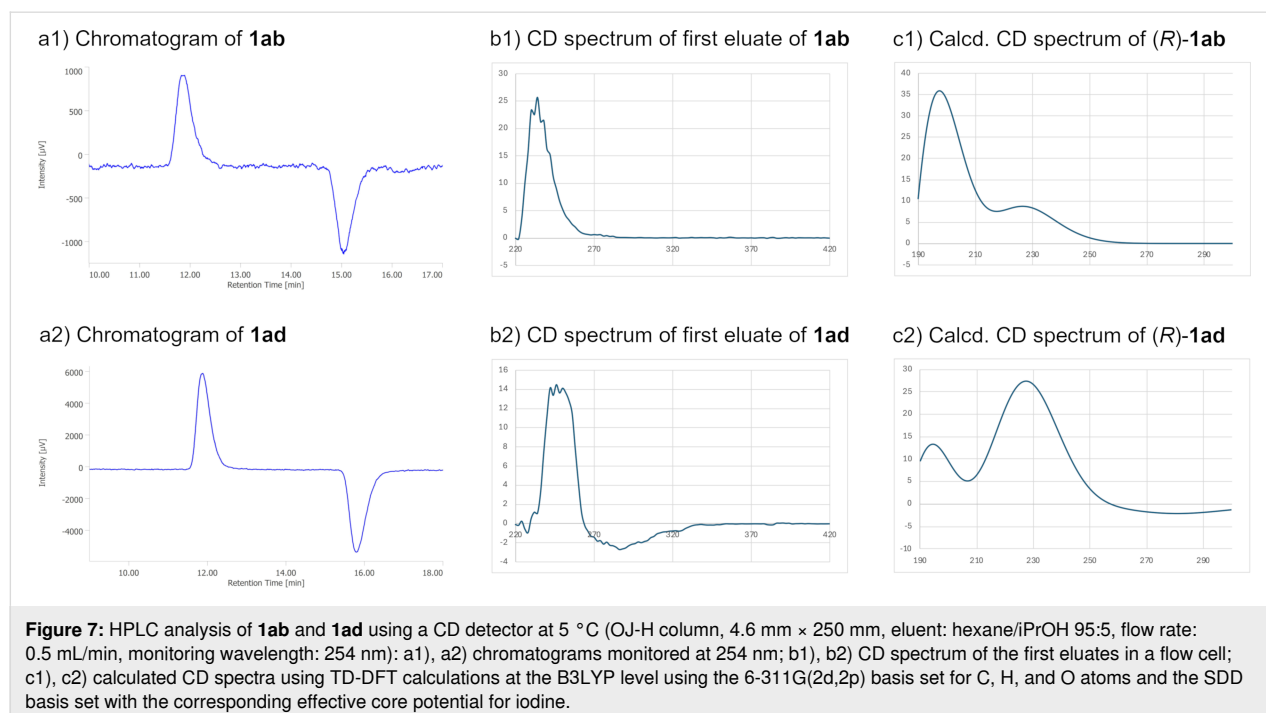 a1) Chromatogram of 1ab
1000
500
0
-500
-1000
Intensity [µV]
10.00 11.00 12.00 13.00 14.00 15.00 16.00 17.00
Retention Time [min]
b1) CD spectrum of first eluate of 1ab
30
25
20
15
10
5
0
-5
220 270 320 370 420
c1) Calcd. CD spectrum of (R)-1ab
40
35
30
25
20
15
10
5
0
-5
190 210 230 250 270 290
a2) Chromatogram of 1ad
6000
4000
2000
0
-2000
-4000
Intensity [µV]
10.00 12.00 14.00 16.00 18.00
Retention Time [min]
b2) CD spectrum of first eluate of 1ad
16
14
12
10
8
6
4
2
0
-2
-4
220 270 320 370 420
c2) Calcd. CD spectrum of (R)-1ad
30
25
20
15
10
5
0
-5
-10
190 210 230 250 270 290
Figure 7: HPLC analysis of 1ab and 1ad using a CD detector at 5 °C (OJ-H column, 4.6 mm × 250 mm, eluent: hexane/iPrOH 95:5, flow rate:
0.5 mL/min, monitoring wavelength: 254 nm): a1), a2) chromatograms monitored at 254 nm; b1), b2) CD spectrum of the first eluates in a flow cell;
c1), c2) calculated CD spectra using TD-DFT calculations at the B3LYP level using the 6-311G(2d,2p) basis set for C, H, and O atoms and the SDD
basis set with the corresponding effective core potential for iodine.